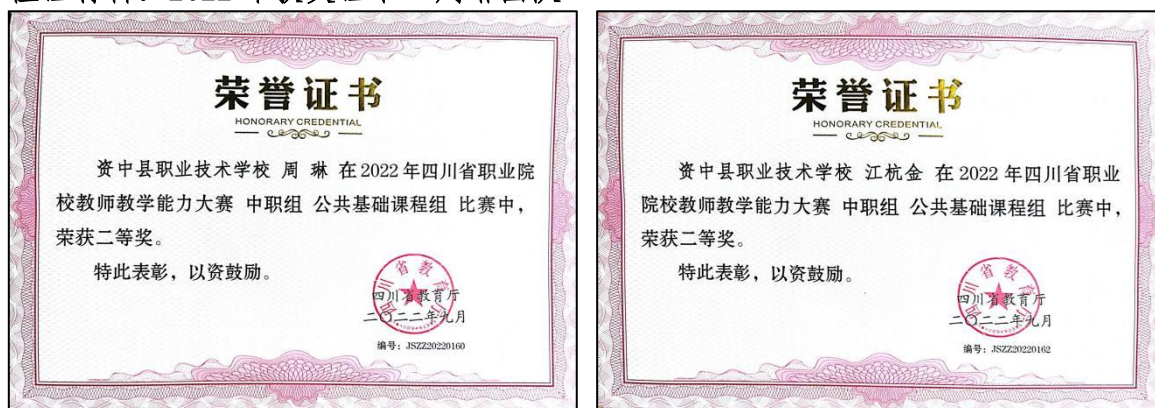 荣誉证书
HONORARY CREDENTIAL
资中县职业技术学校 周 琳 在2022年四川省职业院
校教师教学能力大赛 中职组 公共基础课程组 比赛中，
荣获二等奖。
特此表彰，以资鼓励。
四川省教育厅
二〇二二年九月
编号：JSZZ20220160
荣誉证书
HONORARY CREDENTIAL
资中县职业技术学校 江杭金 在2022年四川省职业
院校教师教学能力大赛 中职组 公共基础课程组 比赛中，
荣获二等奖。
特此表彰，以资鼓励。
四川省教育厅
二〇二二年九月
编号：JSZZ20220162